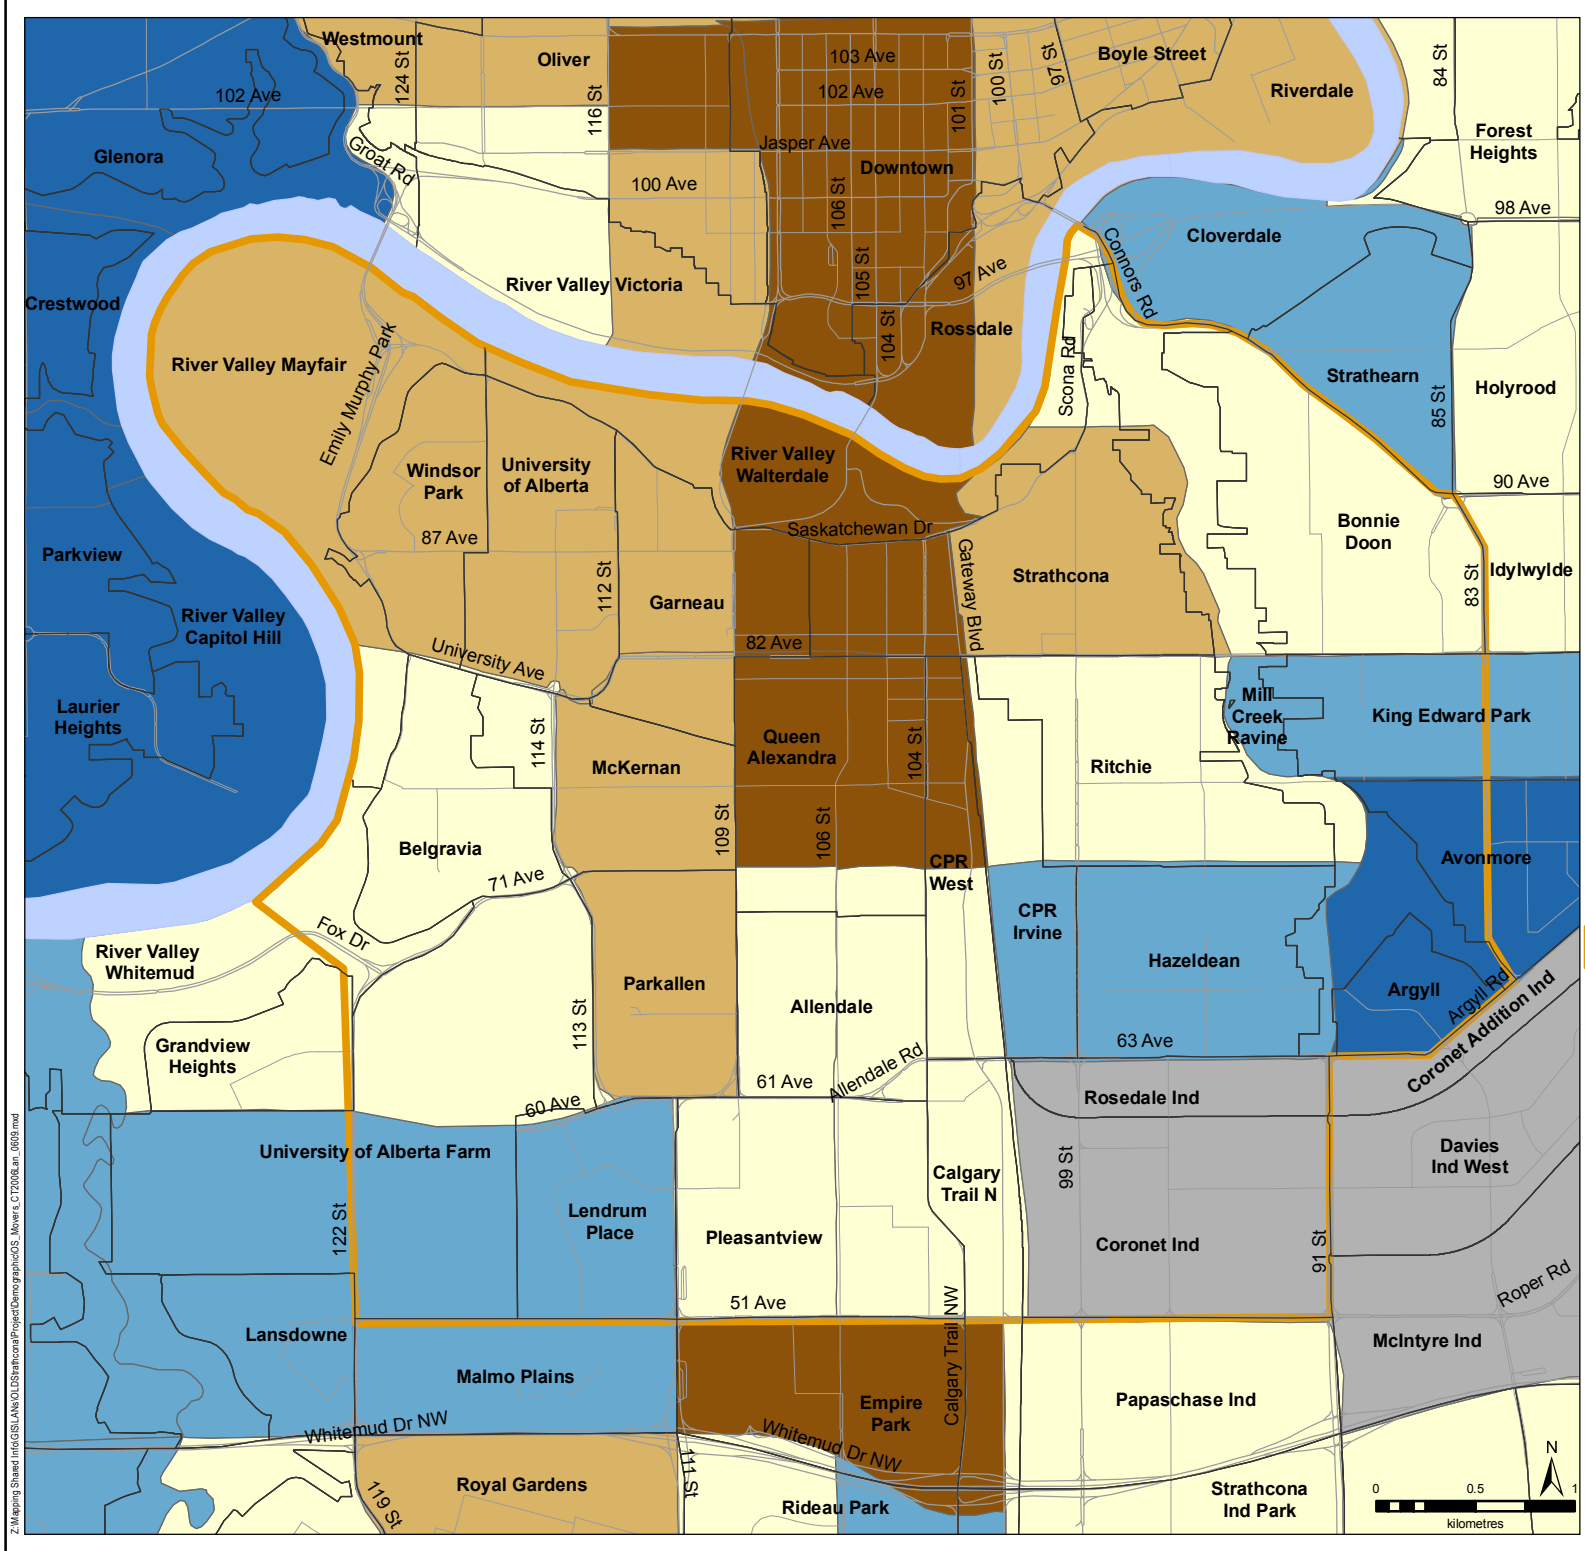 Westmount
124 St
Oliver
116 St
103 Ave
102 Ave
101 St
100 St
97 St
Boyle Street
Riverdale
84 St
Forest
Heights
102 Ave
Glenora
Groat Rd
Jasper Ave
Downtown
100 Ave
106 St
98 Ave
Cloverdale
Connors Rd
Crestwood
River Valley Victoria
105 St
97 Ave
104 St
Rossdale
River Valley Mayfair
Emily Murphy Park
Scona Rd
Strathearn
85 St
Holyrood
Windsor
Park
University
of Alberta
River Valley
Walterdale
90 Ave
87 Ave
Saskatchewan Dr
Bonnie
Doon
Parkview
112 St
Garneau
Gateway Blvd
Strathcona
83 St
Idylwylde
River Valley
Capitol Hill
University Ave
82 Ave
Laurier
Heights
114 St
McKernan
Queen
Alexandra
104 St
Ritchie
Mill
Creek
Ravine
King Edward Park
Belgravia
109 St
106 St
CPR
West
Avonmore
71 Ave
Fox Dr
River Valley
Whitemud
CPR
Irvine
Hazeldean
Parkallen
Allendale
113 St
Argyll
Argyll Rd
Coronet Addition Ind
Grandview
Heights
63 Ave
61 Ave
Allendale Rd
60 Ave
Rosedale Ind
University of Alberta Farm
Davies
Ind West
99 St
Calgary
Trail N
122 St
Lendrum
Place
Pleasantview
Coronet Ind
91 St
Roper Rd
51 Ave
Lansdowne
Calgary Trail NW
McIntyre Ind
Malmo Plains
Empire
Park
Papaschase Ind
Whitemud Dr NW
Whitemud Dr NW
119 St
Royal Gardens
111 St
Rideau Park
Strathcona
Ind Park
N
0 0.5 1
kilometres
Z:\Mapping Shared Info\GIS\LANs\OLDStrathcona\Project\Demographic\OS_Movers_CT2006Lan_0609.mxd